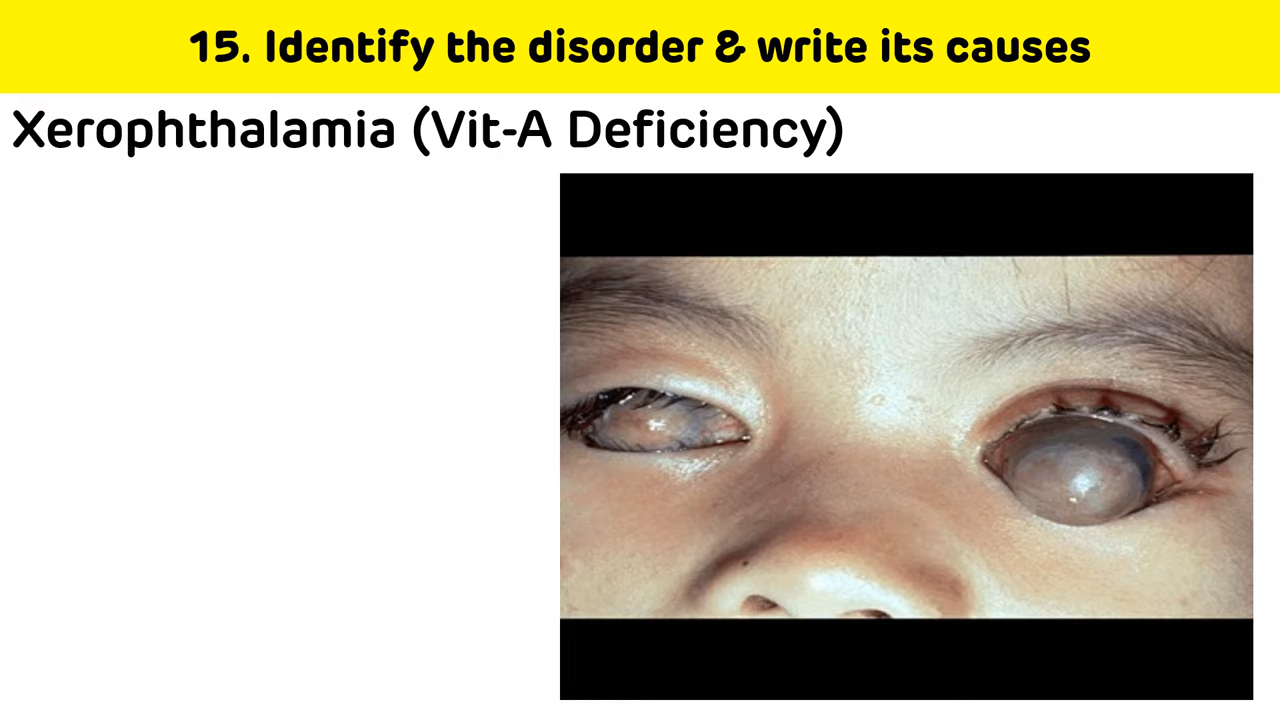 15. Identify the disorder & write its causes
Xerophthalamia (Vit-A Deficiency)